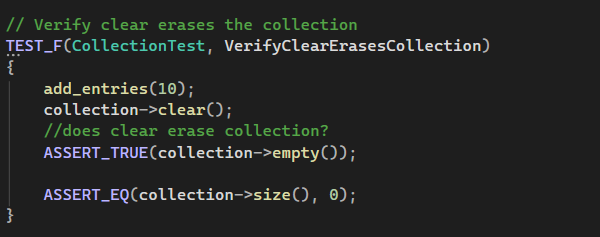 // Verify clear erases the collection
TEST_F(CollectionTest, VerifyClearErasesCollection)
{
    add_entries(10);
    collection->clear();
    //does clear erase collection?
    ASSERT_TRUE(collection->empty());

    ASSERT_EQ(collection->size(), 0);
}